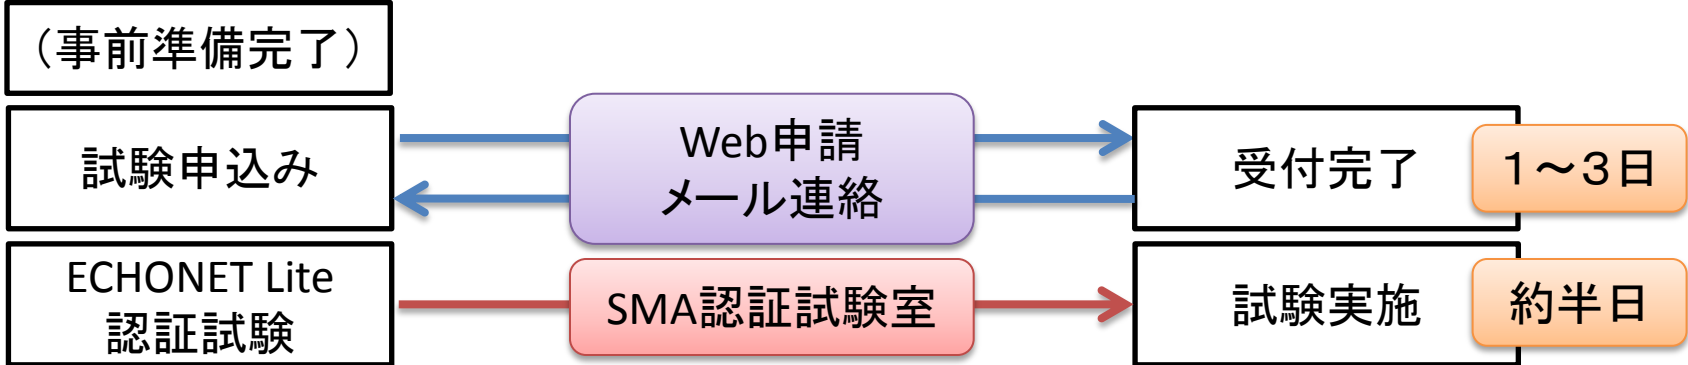 （事前準備完了）
試験申込み
Web申請
メール連絡
受付完了
１～３日
ECHONET Lite
認証試験
SMA認証試験室
試験実施
約半日